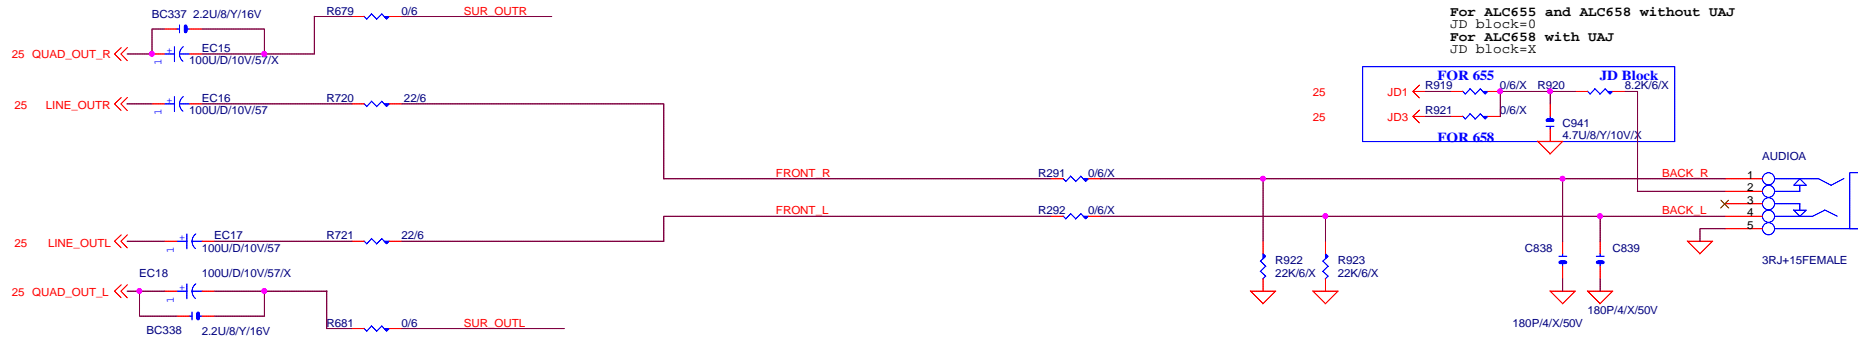 BC337 2.2U/8/Y/16V
R679 0/6 SUR_OUTR
25 QUAD_OUT_R
1 + EC15
100U/D/10V/57/X
25 LINE_OUTR
1 + EC16
100U/D/10V/57
R720 22/6
For ALC655 and ALC658 without UAJ
JD block=0
For ALC658 with UAJ
JD block=X
FOR 655 JD Block
25 JD1 R919 0/6/X R920 8.2K/6/X
25 JD3 R921 0/6/X
C941
4.7U/8/Y/10V/X
FOR 658
AUDIOA
FRONT_R R291 0/6/X BACK_R 1
2
3
FRONT_L R292 0/6/X BACK_L 4
5
25 LINE_OUTL
1 + EC17
100U/D/10V/57
R721 22/6
R922
22K/6/X
R923
22K/6/X
C838 C839
3RJ+15FEMALE
EC18 100U/D/10V/57/X
25 QUAD_OUT_L
1 +
BC338 2.2U/8/Y/16V
R681 0/6 SUR_OUTL
180P/4/X/50V
180P/4/X/50V